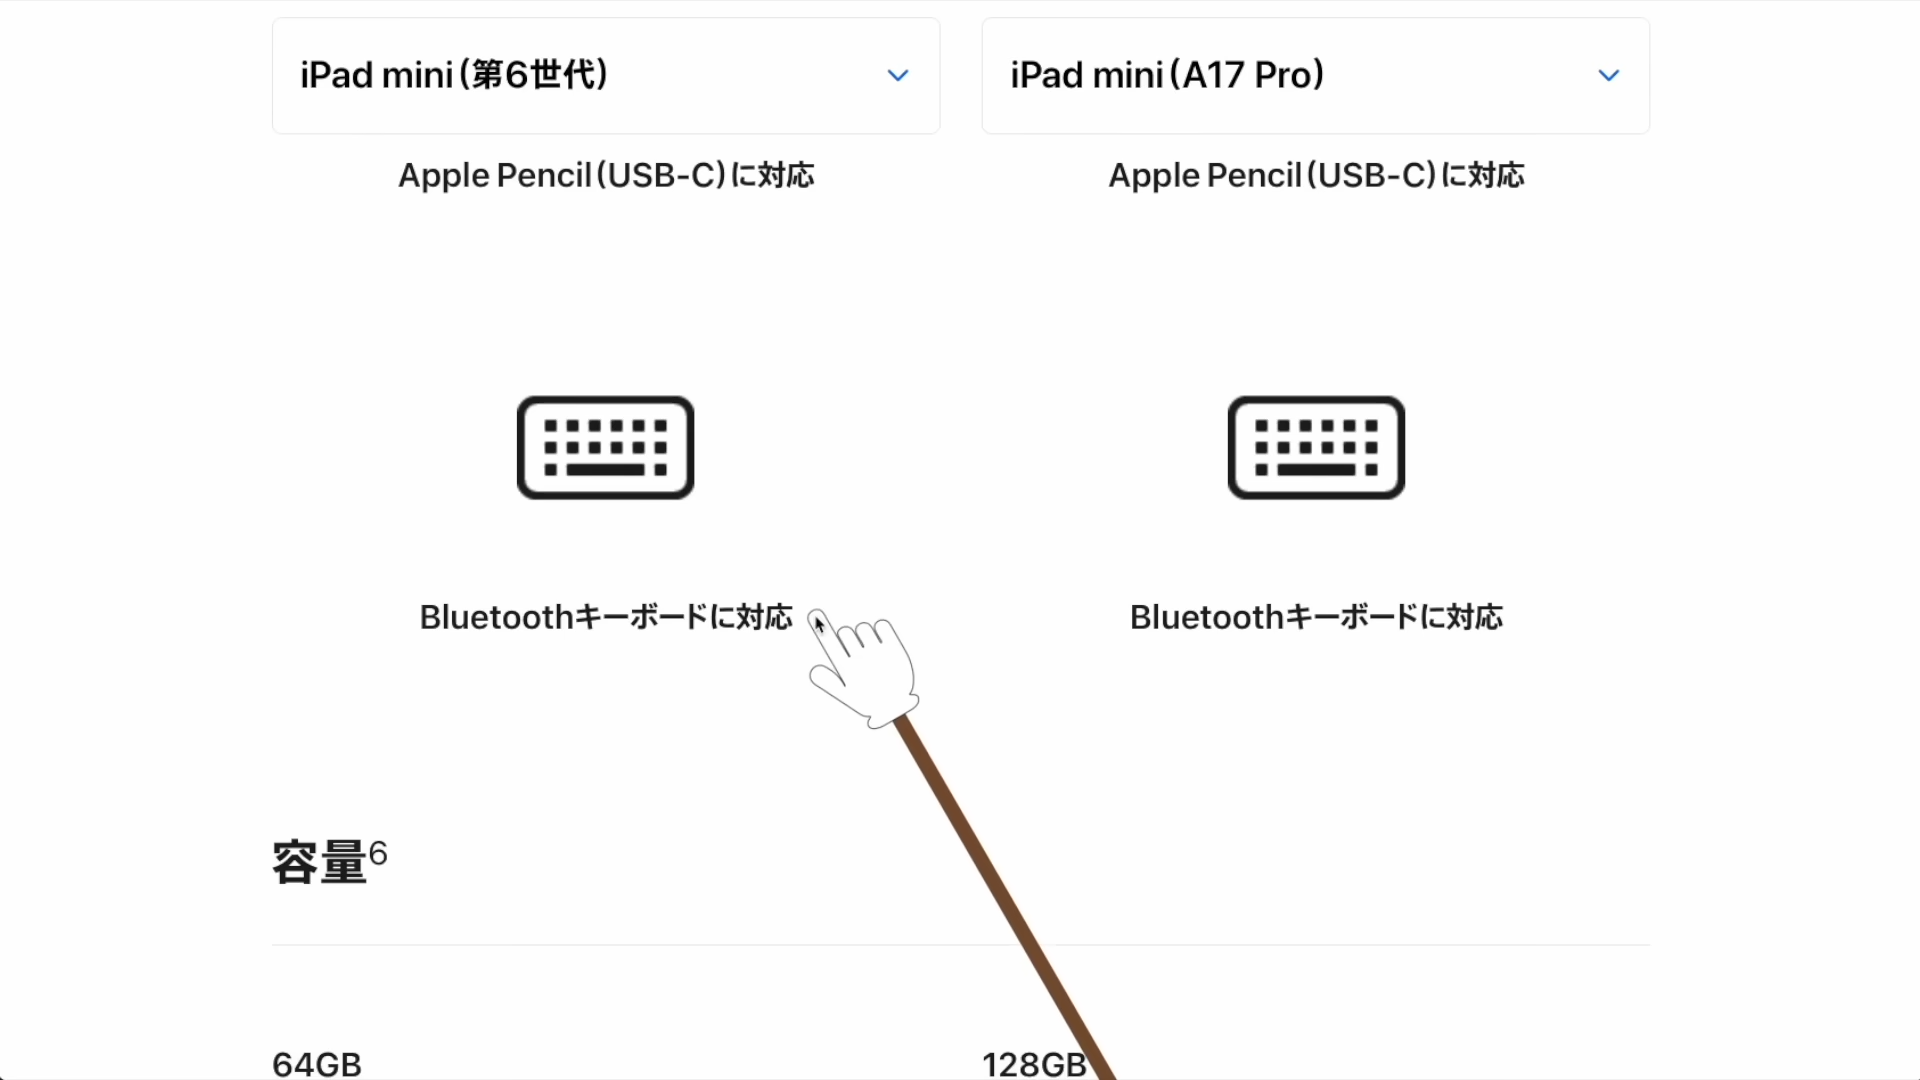 iPad mini（第6世代）
iPad mini（A17 Pro）
Apple Pencil（USB-C）に対応
Apple Pencil（USB-C）に対応
Bluetoothキーボードに対応
Bluetoothキーボードに対応
容量6
64GB
128GB